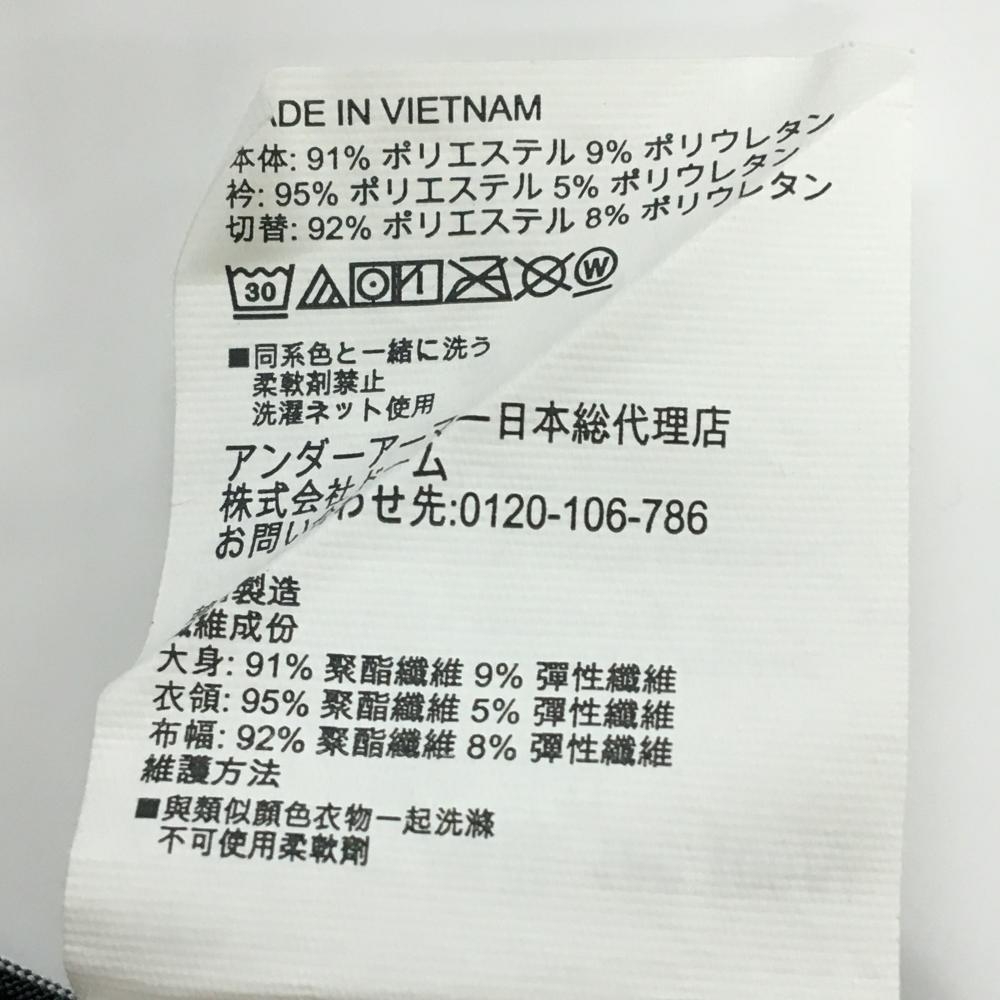 ADE IN VIETNAM
本体: 91% ポリエステル 9% ポリウレタン
衿: 95% ポリエステル 5% ポリウレタン
切替: 92% ポリエステル 8% ポリウレタン
30 W
■同系色と一緒に洗う
柔軟剤禁止
洗濯ネット使用
アンダーアーマー日本総代理店
株式会社ドーム
お問い わせ先:0120-106-786
製造
維成份
大身: 91% 聚酯纖維 9% 彈性纖維
衣領: 95% 聚酯纖維 5% 彈性纖維
布幅: 92% 聚酯纖維 8% 彈性纖維
維護方法
■與類似顏色衣物一起洗滌
不可使用柔軟劑